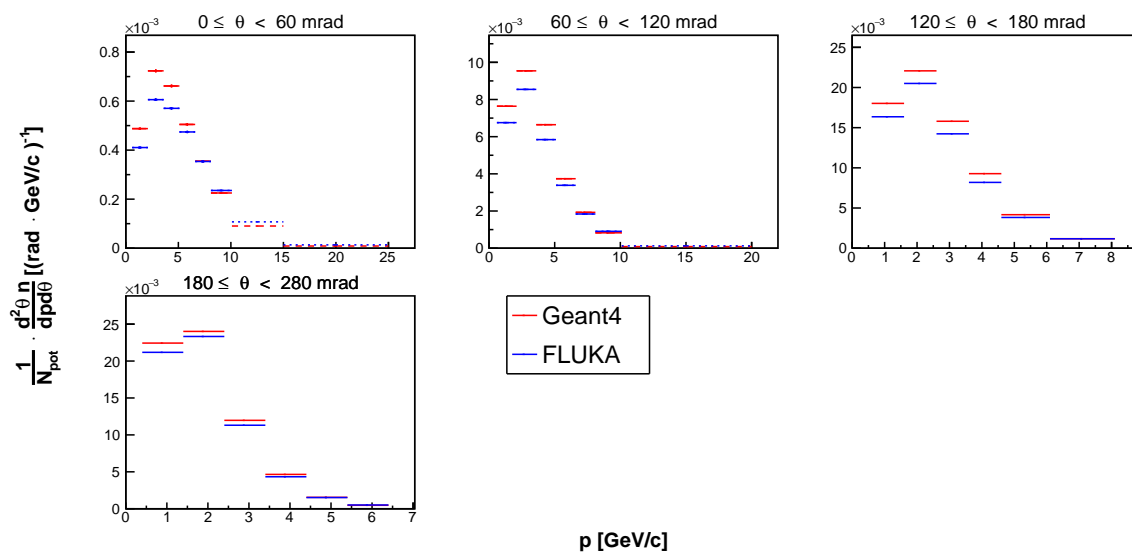 0 ≤ θ < 60 mrad
×10⁻³
0.8
0.6
0.4
0.2
0
0 5 10 15 20 25
60 ≤ θ < 120 mrad
×10⁻³
10
8
6
4
2
0
0 5 10 15 20
120 ≤ θ < 180 mrad
×10⁻³
25
20
15
10
5
0
0 1 2 3 4 5 6 7 8
180 ≤ θ < 280 mrad
×10⁻³
25
20
15
10
5
0
0 1 2 3 4 5 6 7
Geant4
FLUKA
1/N_pot · d²θ n/dpdθ [(rad · GeV/c )⁻¹]
p [GeV/c]